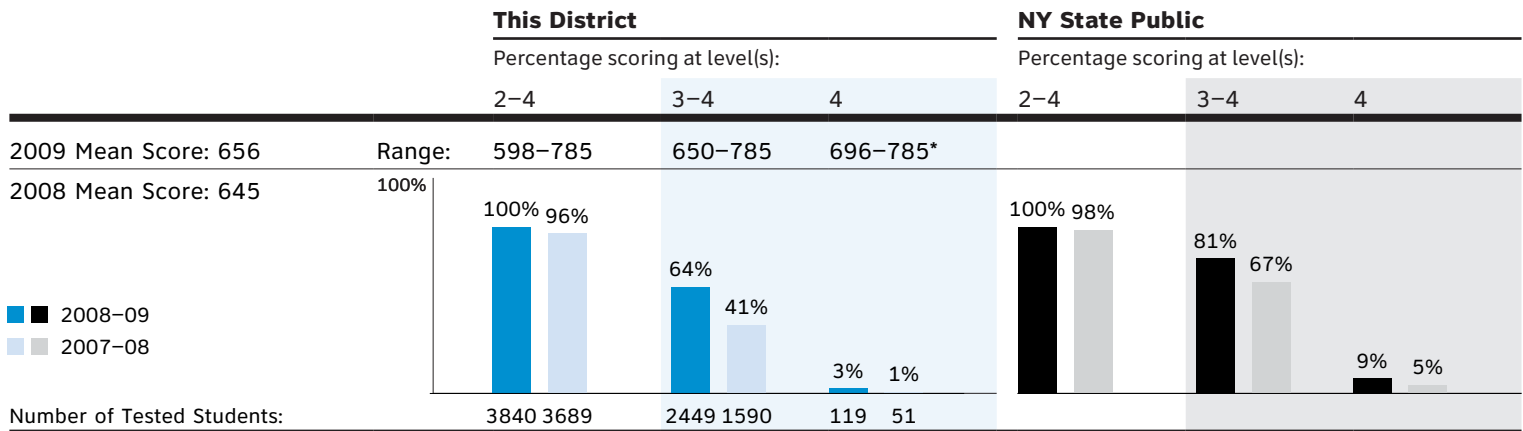 This District NY State Public
Percentage scoring at level(s): Percentage scoring at level(s):
2–4 3–4 4 2–4 3–4 4
2009 Mean Score: 656 Range: 598–785 650–785 696–785*
2008 Mean Score: 645 100%
100% 96% 100% 98%
81%
64% 67%
41%
2008–09
2007–08
3% 1% 9% 5%
Number of Tested Students: 3840 3689 2449 1590 119 51